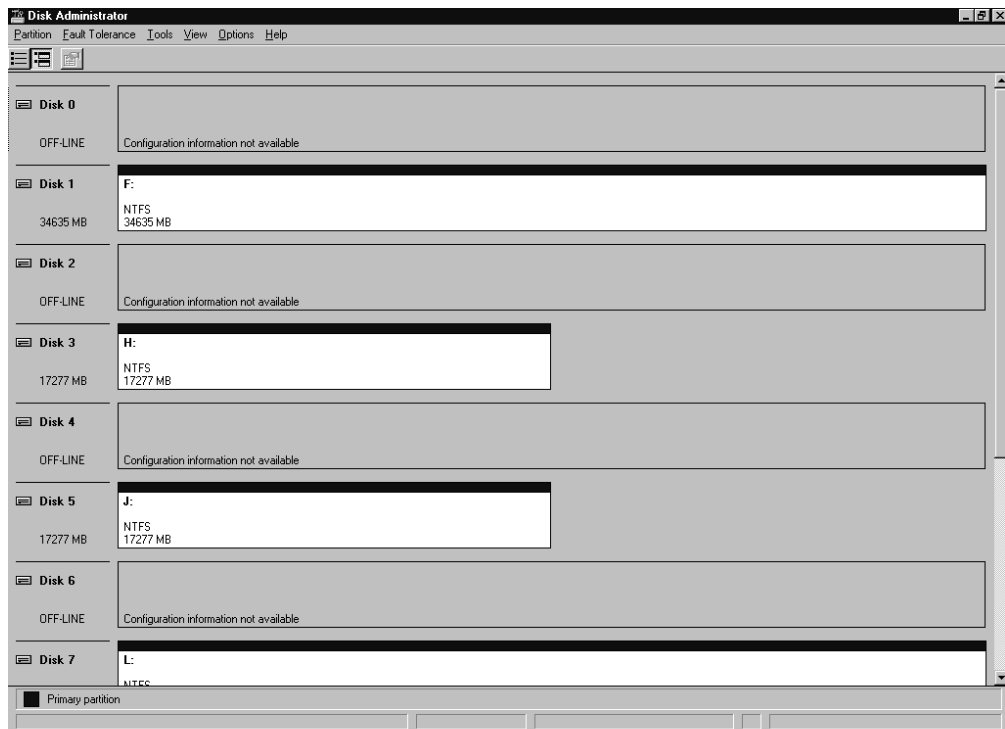 Disk Administrator
Partition Fault Tolerance Tools View Options Help
Disk 0
OFF-LINE
Configuration information not available
Disk 1
34635 MB
F:
NTFS
34635 MB
Disk 2
OFF-LINE
Configuration information not available
Disk 3
17277 MB
H:
NTFS
17277 MB
Disk 4
OFF-LINE
Configuration information not available
Disk 5
17277 MB
J:
NTFS
17277 MB
Disk 6
OFF-LINE
Configuration information not available
Disk 7
L:
NTFS
Primary partition